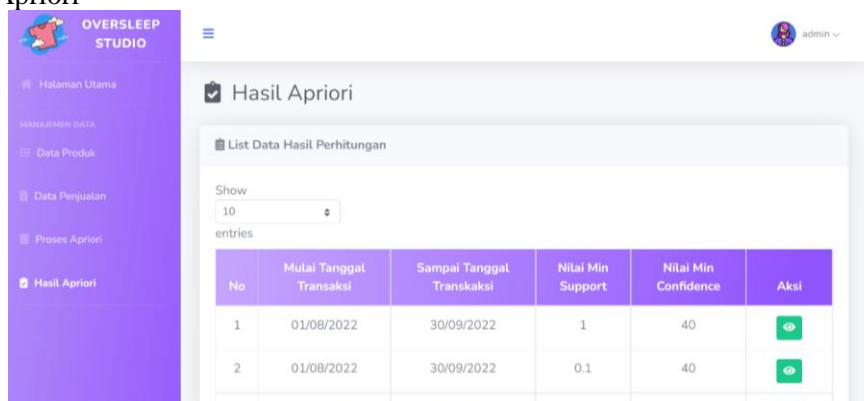 Apriori
OVERSLEEP
STUDIO
admin
Halaman Utama
Hasil Apriori
MANAJEMEN DATA
List Data Hasil Perhitungan
Data Produk
Data Penjualan
Show
10
entries
Proses Apriori
Hasil Apriori
No
Mulai Tanggal
Transaksi
Sampai Tanggal
Transkaksi
Nilai Min
Support
Nilai Min
Confidence
Aksi
1 01/08/2022 30/09/2022 1 40
2 01/08/2022 30/09/2022 0.1 40